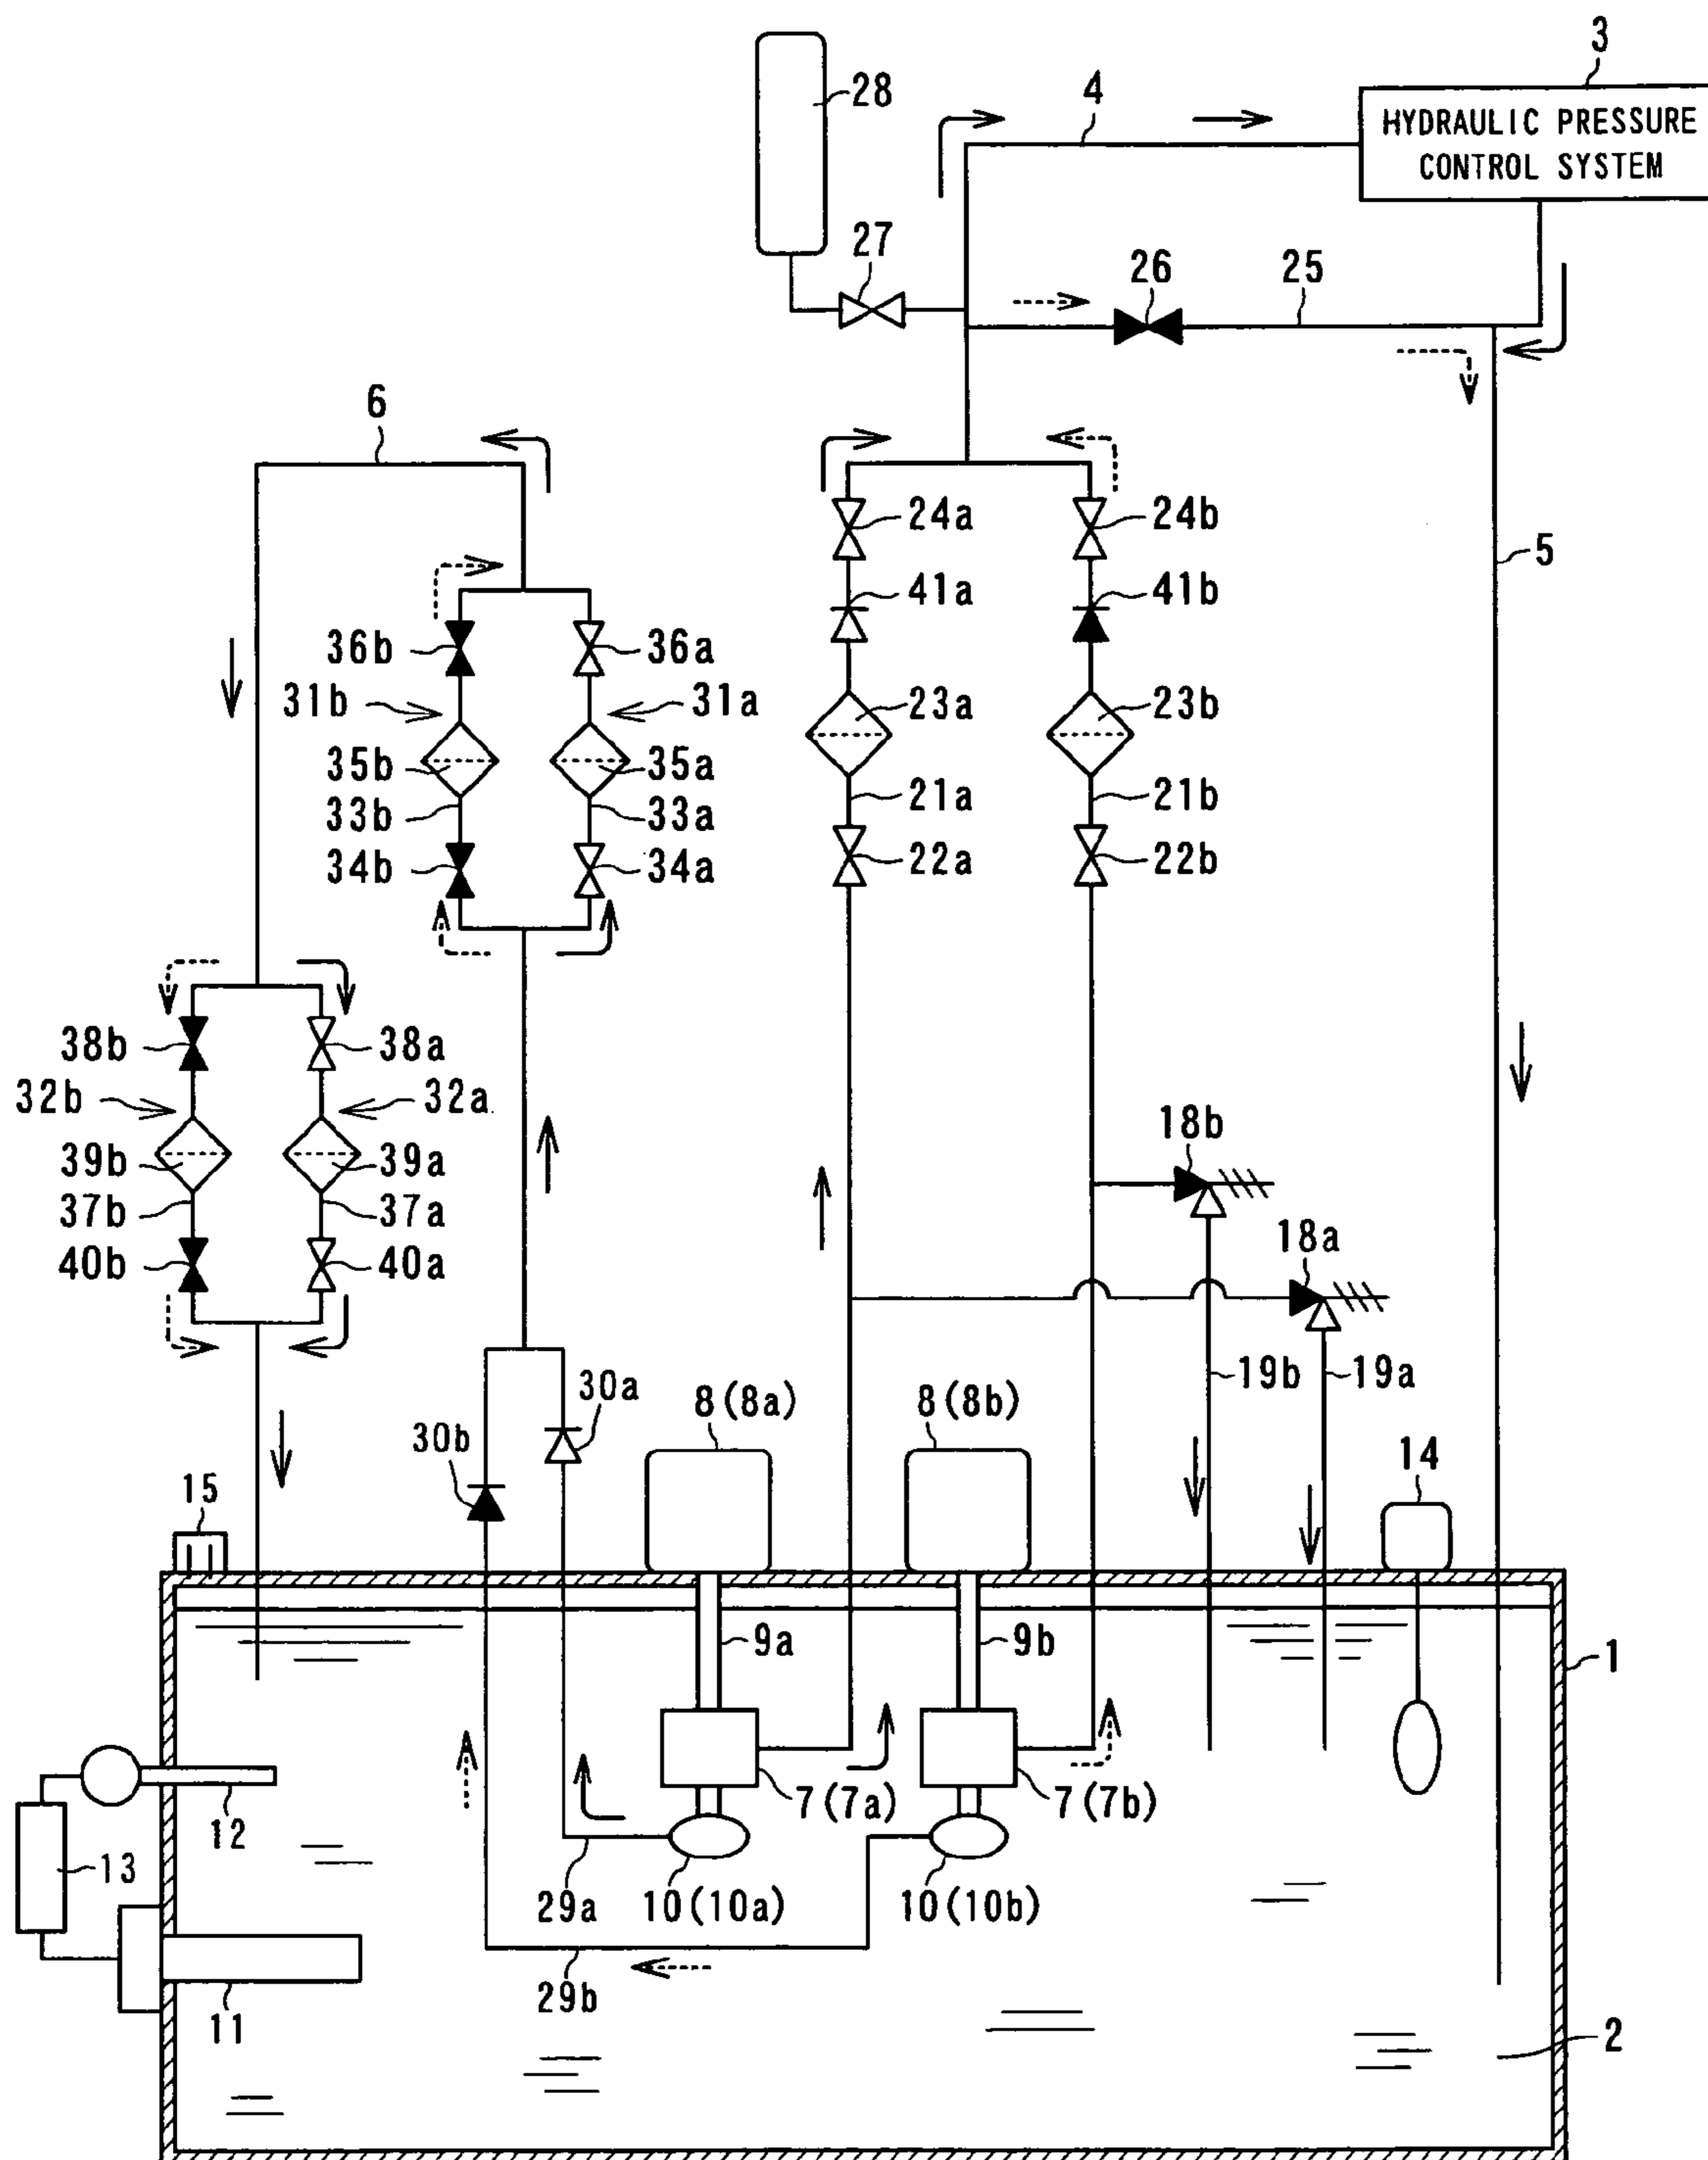 3
28
4
HYDRAULIC PRESSURE
CONTROL SYSTEM
27
26
25
6
24a
24b
5
41a
41b
36b
36a
31b
31a
23a
23b
35b
35a
21a
21b
33b
33a
34b
34a
22a
22b
38b
38a
32b
32a
18b
39b
39a
37b
37a
18a
40b
40a
19b
19a
30a
8(8a)
8(8b)
30b
14
15
9a
9b
1
7(7a)
7(7b)
12
13
29a
10(10a)
10(10b)
29b
11
2